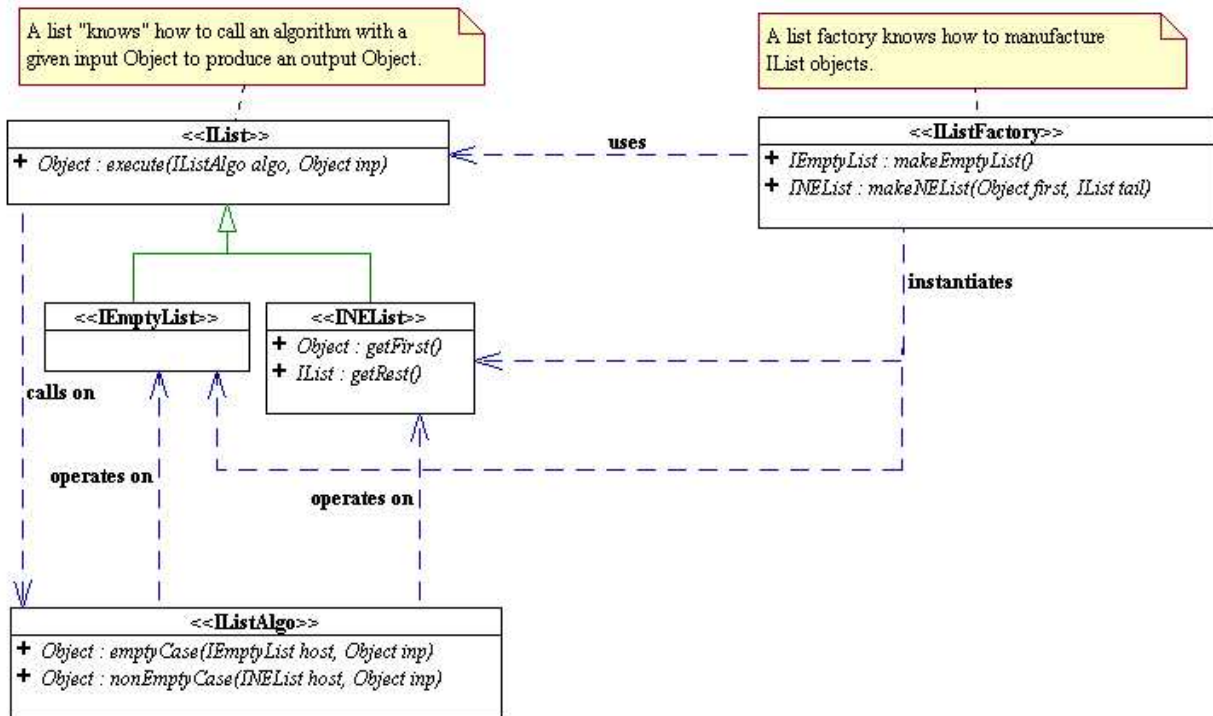 A list "knows" how to call an algorithm with a
given input Object to produce an output Object.
A list factory knows how to manufacture
IList objects.
<<IList>>
+ Object : execute(IListAlgo algo, Object inp)
uses
<<IListFactory>>
+ IEmptyList : makeEmptyList()
+ INEList : makeNEList(Object first, IList tail)
instantiates
<<IEmptyList>>
<<INEList>>
+ Object : getFirst()
+ IList : getRest()
calls on
operates on
operates on
<<IListAlgo>>
+ Object : emptyCase(IEmptyList host, Object inp)
+ Object : nonEmptyCase(INEList host, Object inp)